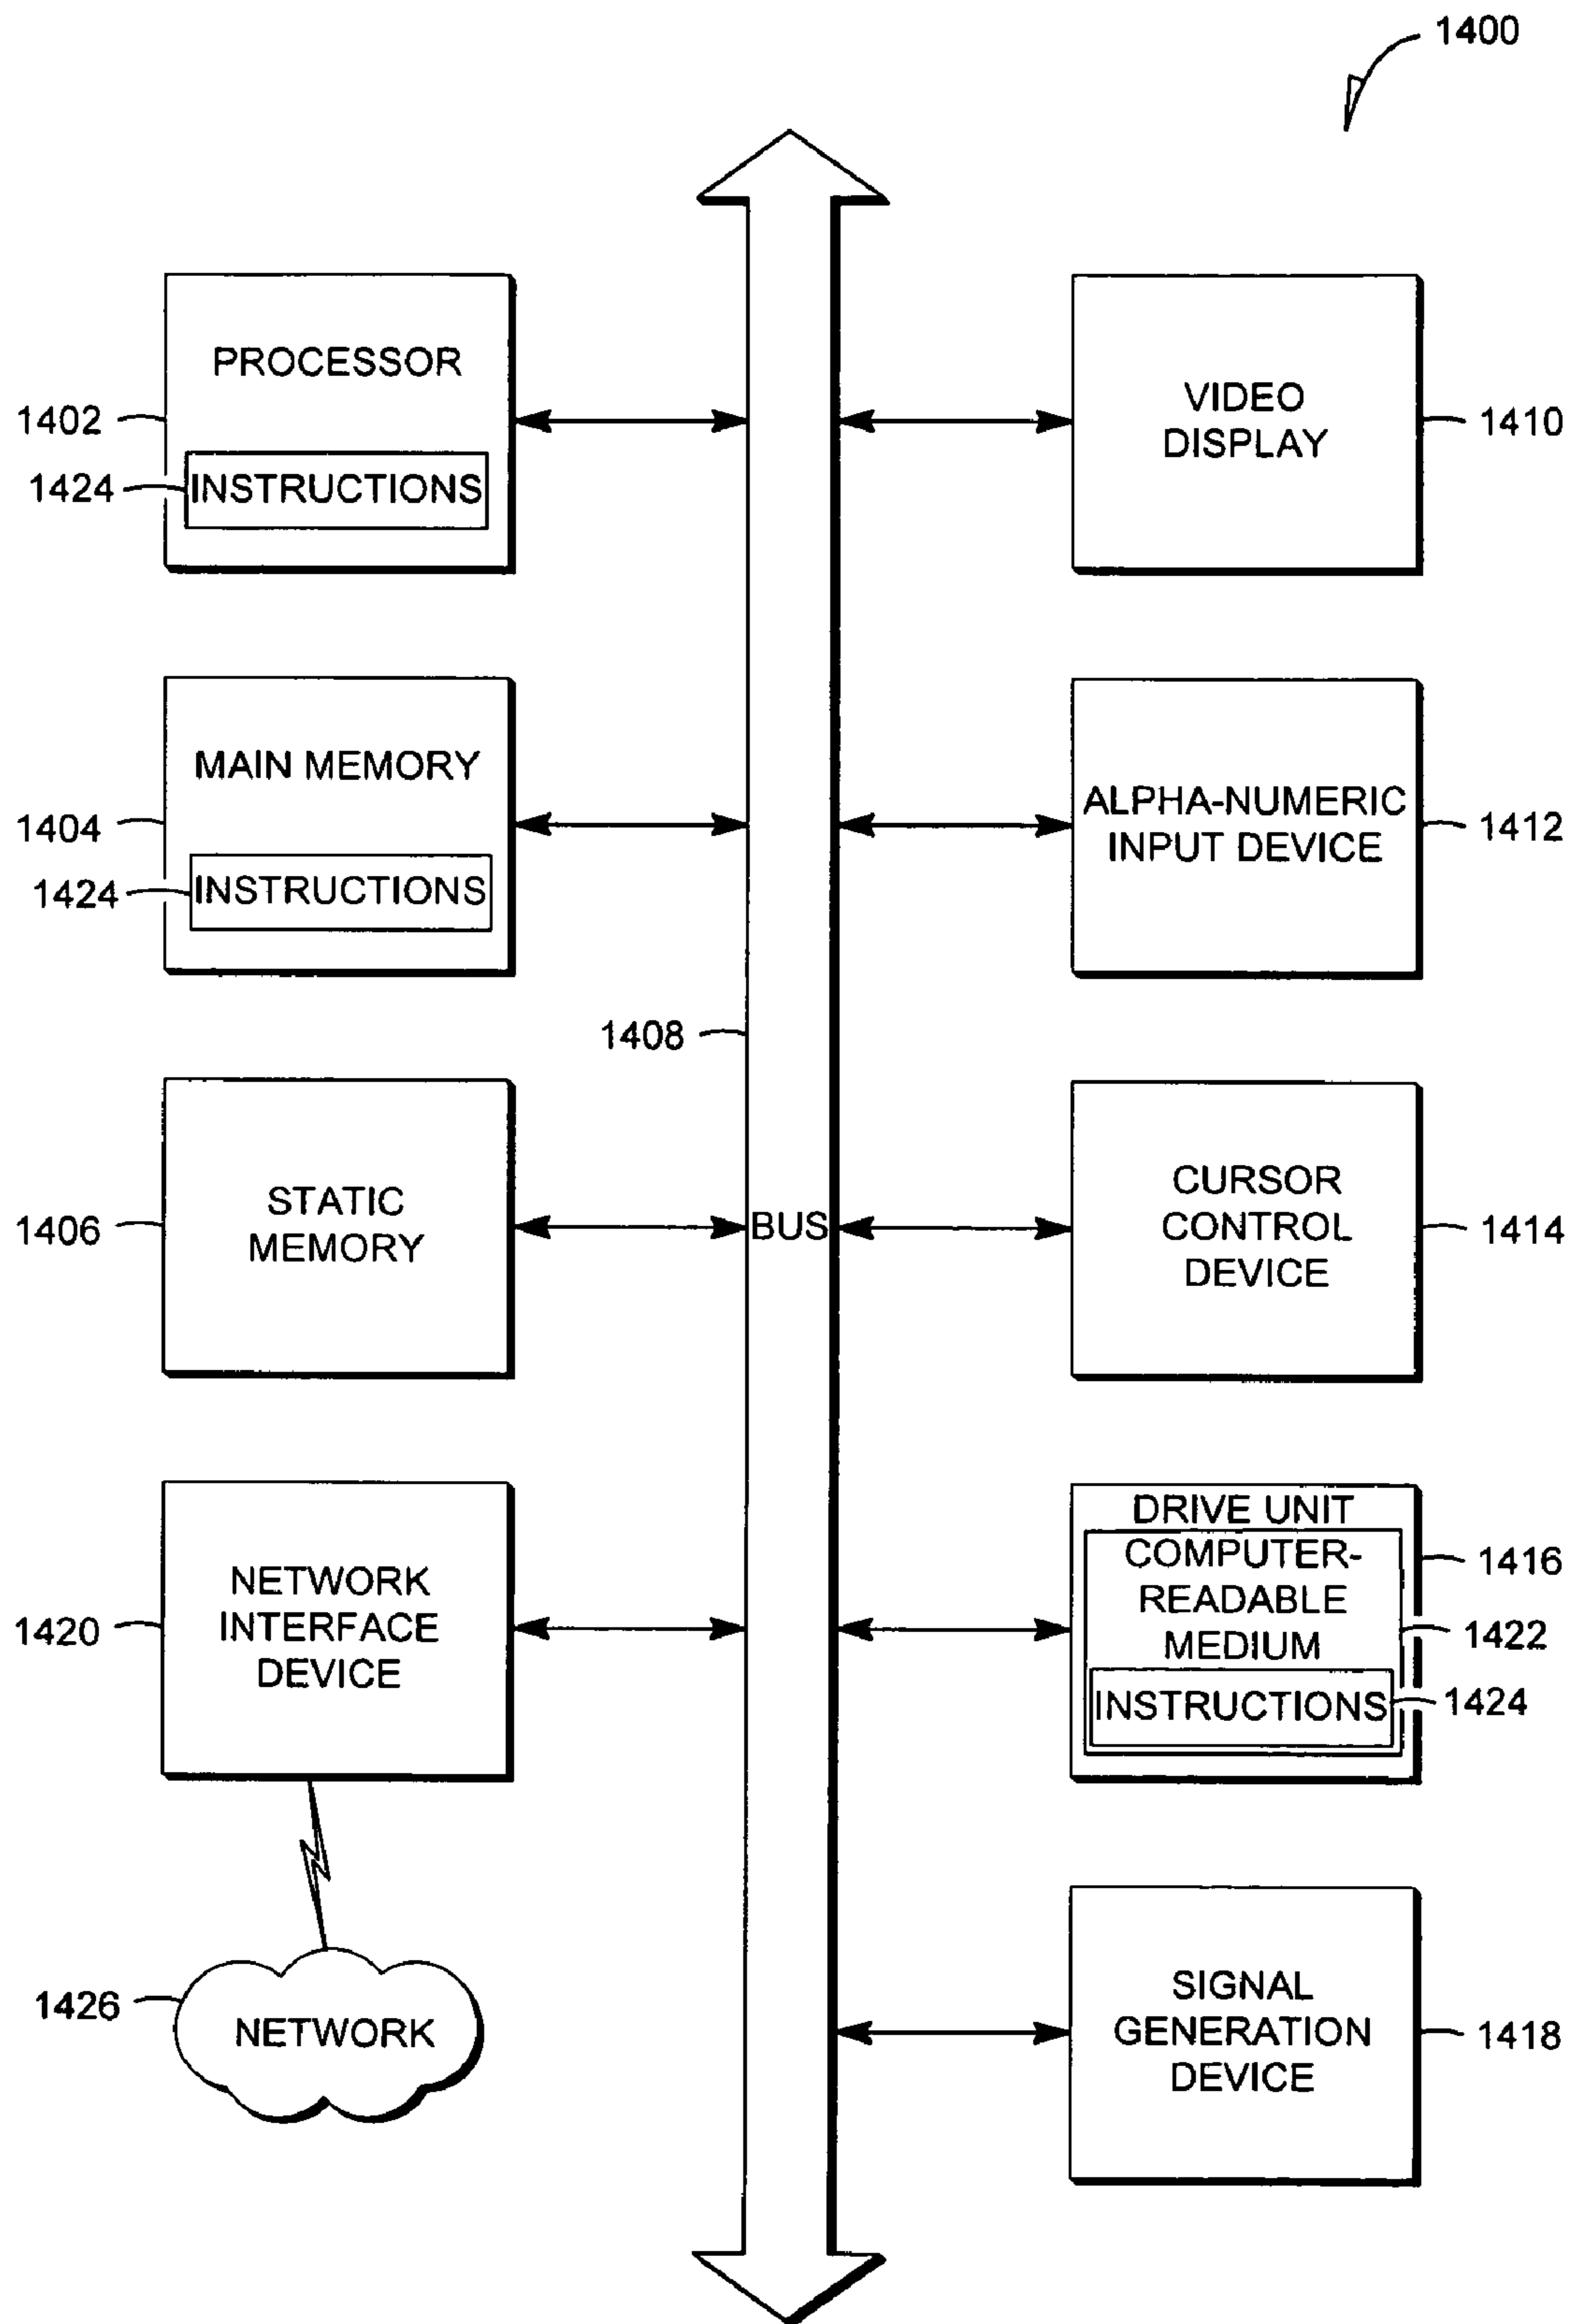 1400
PROCESSOR
1402
1424
INSTRUCTIONS
VIDEO
DISPLAY
1410
MAIN MEMORY
1404
1424
INSTRUCTIONS
ALPHA-NUMERIC
INPUT DEVICE
1412
1408
STATIC
MEMORY
1406
BUS
CURSOR
CONTROL
DEVICE
1414
NETWORK
INTERFACE
DEVICE
1420
DRIVE UNIT
COMPUTER-
READABLE
MEDIUM
1416
1422
INSTRUCTIONS
1424
1426
NETWORK
SIGNAL
GENERATION
DEVICE
1418